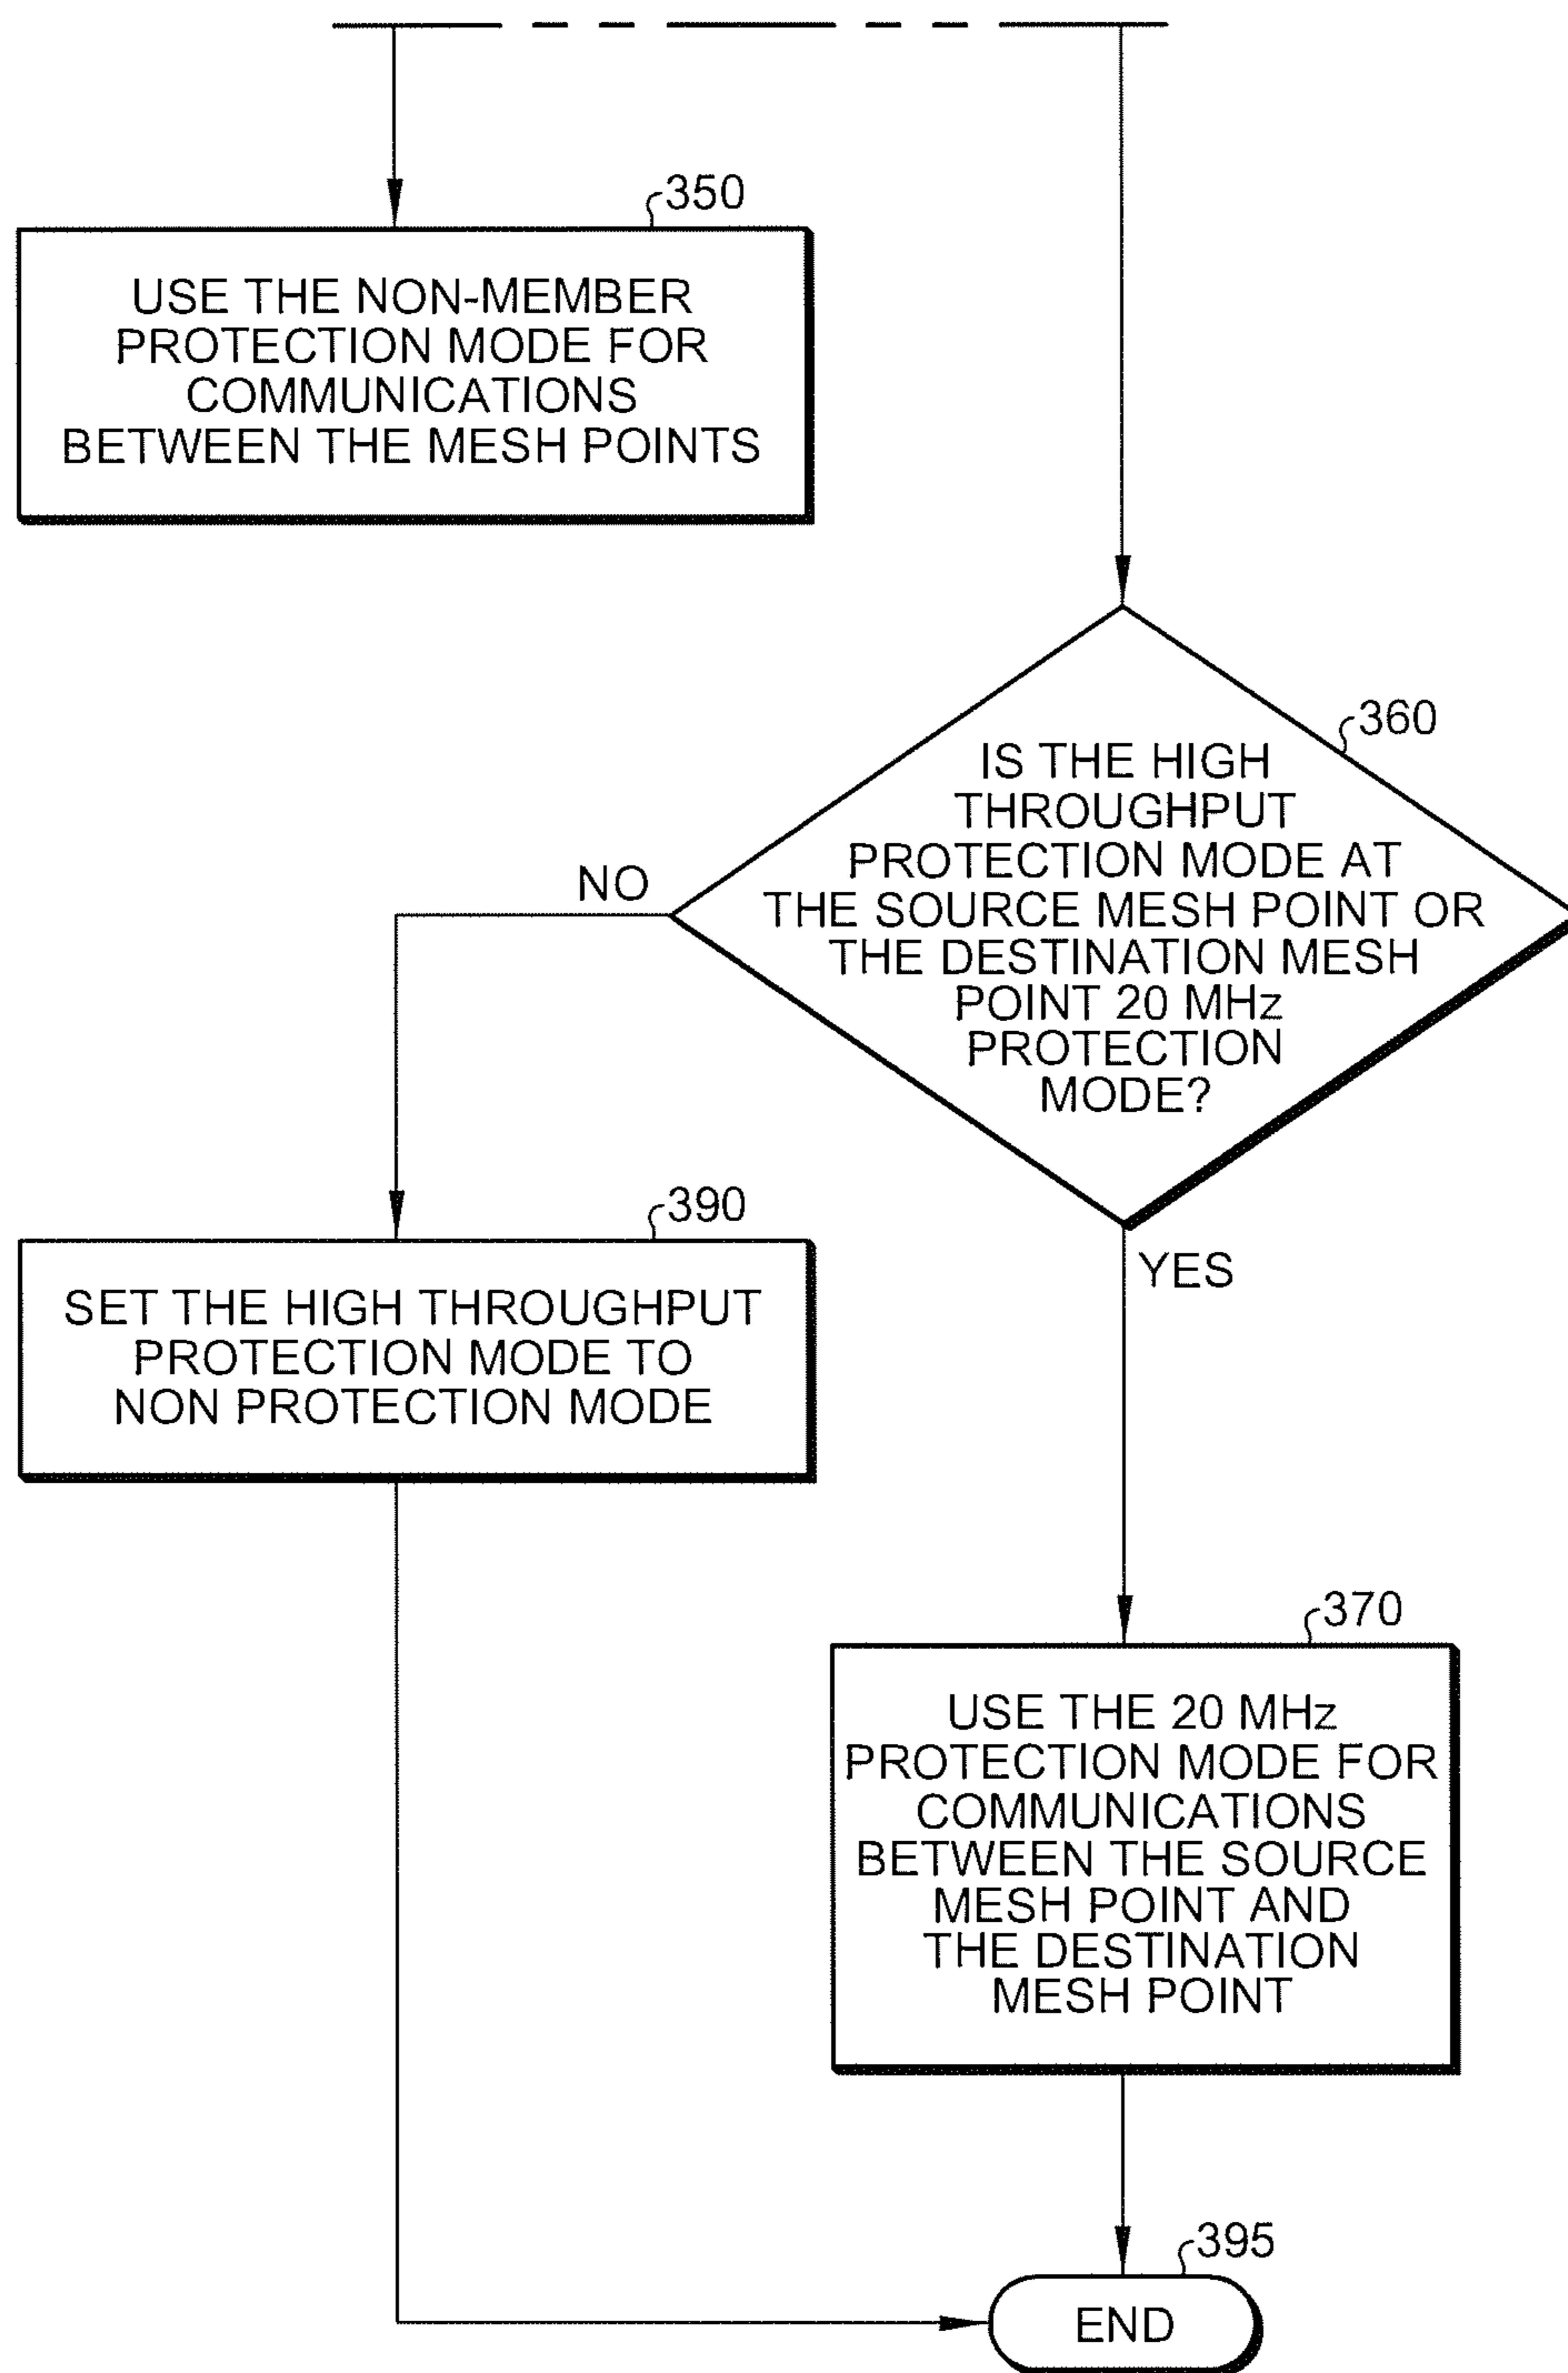 350
USE THE NON-MEMBER
PROTECTION MODE FOR
COMMUNICATIONS
BETWEEN THE MESH POINTS
360
IS THE HIGH
THROUGHPUT
PROTECTION MODE AT
THE SOURCE MESH POINT OR
THE DESTINATION MESH
POINT 20 MHz
PROTECTION
MODE?
NO
YES
390
SET THE HIGH THROUGHPUT
PROTECTION MODE TO
NON PROTECTION MODE
370
USE THE 20 MHz
PROTECTION MODE FOR
COMMUNICATIONS
BETWEEN THE SOURCE
MESH POINT AND
THE DESTINATION
MESH POINT
395
END